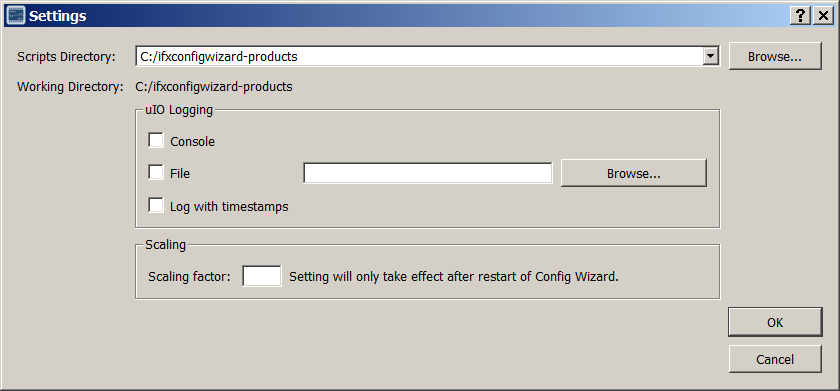 Settings
Scripts Directory: C:/ifxconfigwizard-products Browse...
Working Directory: C:/ifxconfigwizard-products
uIO Logging
Console
File Browse...
Log with timestamps
Scaling
Scaling factor: Setting will only take effect after restart of Config Wizard.
OK
Cancel